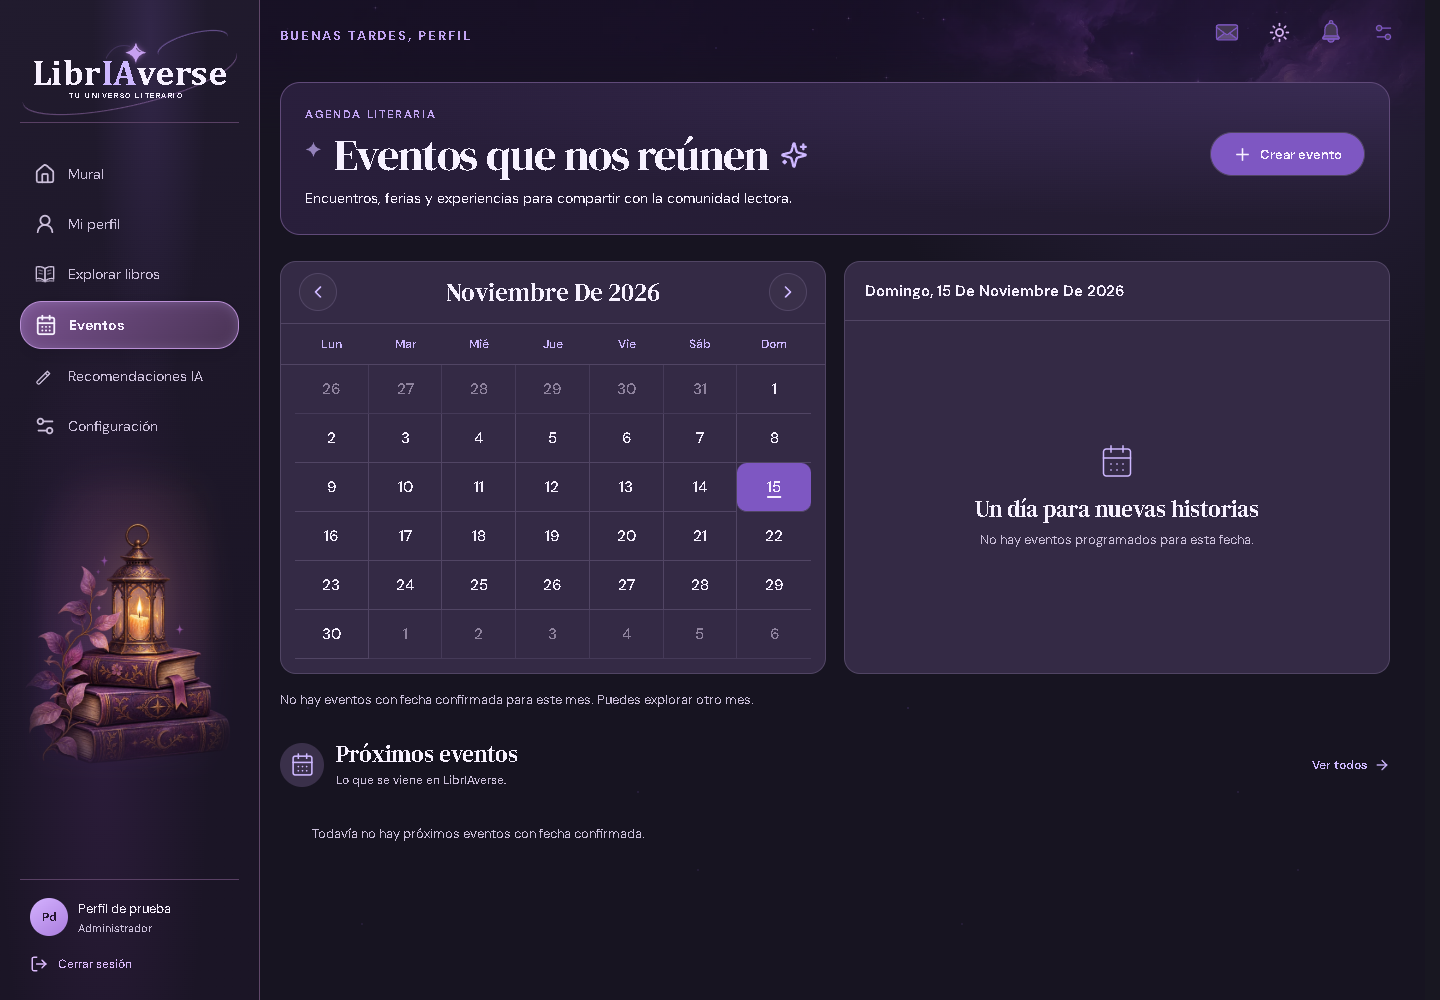 LibrIAverse
TU UNIVERSO LITERARIO
Mural
Mi perfil
Explorar libros
Eventos
Recomendaciones IA
Configuración
Pd
Perfil de prueba
Administrador
Cerrar sesión
BUENAS TARDES, PERFIL
AGENDA LITERARIA
Eventos que nos reúnen
Encuentros, ferias y experiencias para compartir con la comunidad lectora.
Crear evento
Noviembre De 2026
Lun Mar Mié Jue Vie Sáb Dom
26 27 28 29 30 31 1
2 3 4 5 6 7 8
9 10 11 12 13 14 15
16 17 18 19 20 21 22
23 24 25 26 27 28 29
30 1 2 3 4 5 6
Domingo, 15 De Noviembre De 2026
Un día para nuevas historias
No hay eventos programados para esta fecha.
No hay eventos con fecha confirmada para este mes. Puedes explorar otro mes.
Próximos eventos
Lo que se viene en LibrIAverse.
Ver todos
Todavía no hay próximos eventos con fecha confirmada.